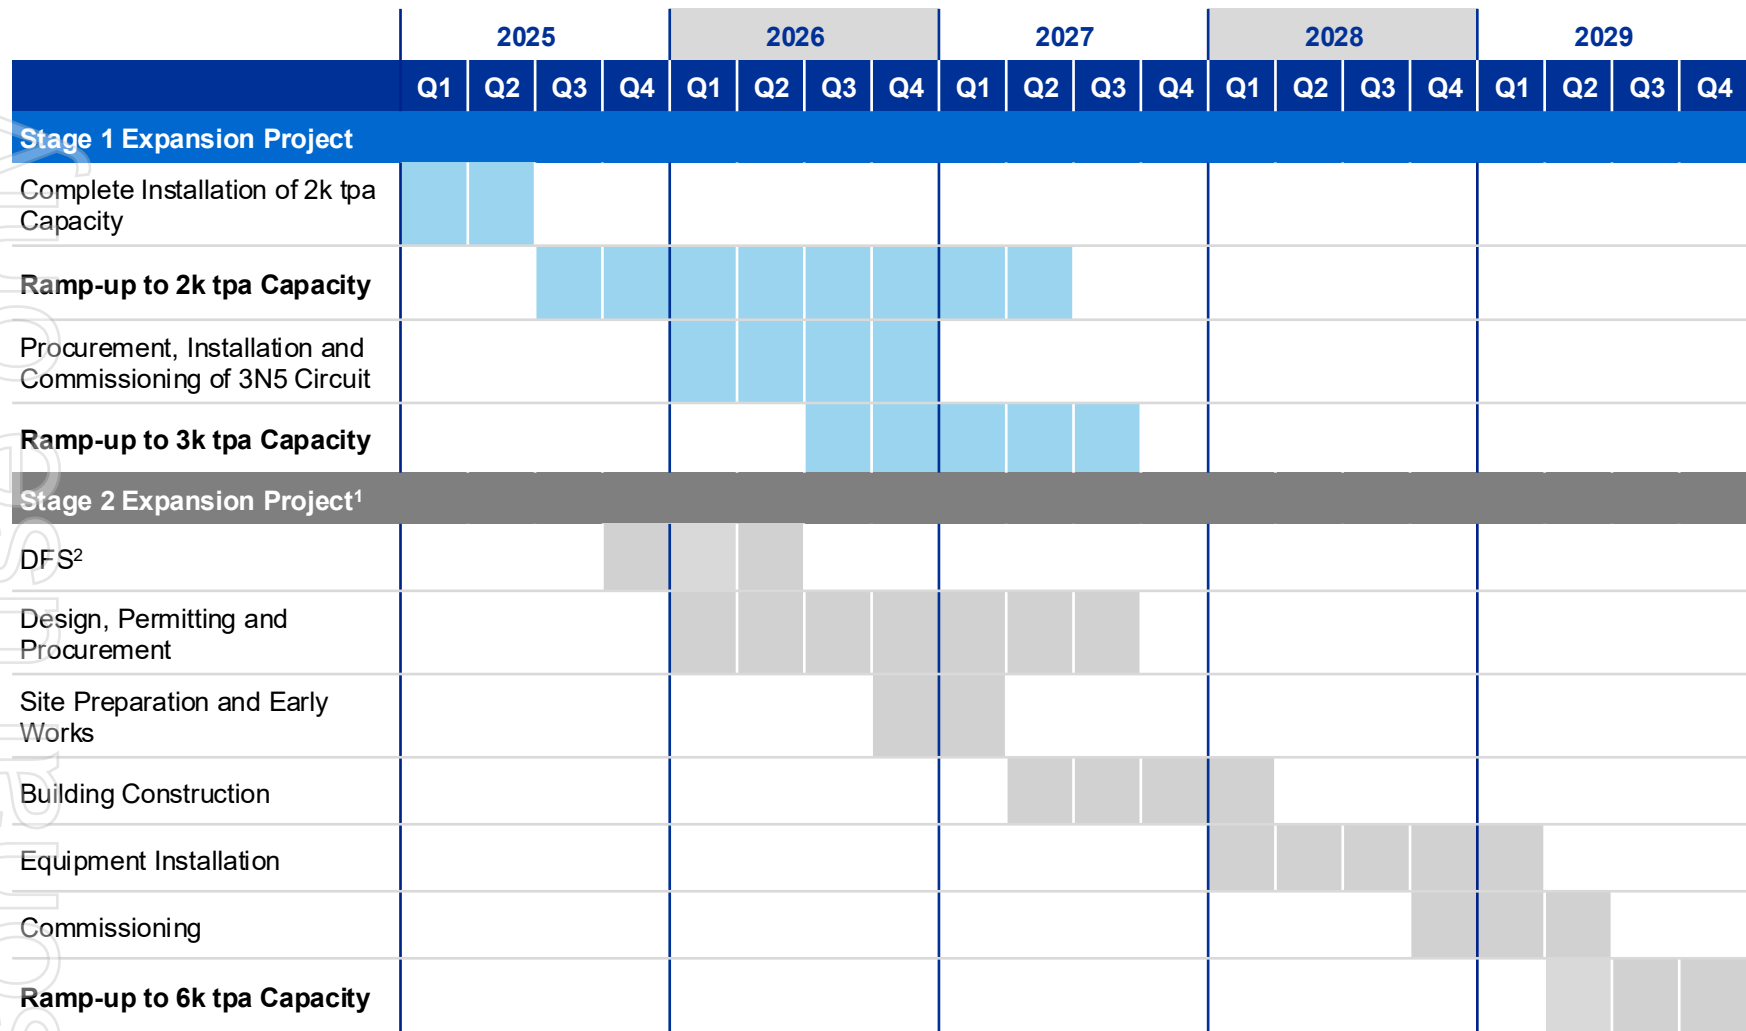 2025 2026 2027 2028 2029
Q1 Q2 Q3 Q4 Q1 Q2 Q3 Q4 Q1 Q2 Q3 Q4 Q1 Q2 Q3 Q4 Q1 Q2 Q3 Q4
Stage 1 Expansion Project
Complete Installation of 2k tpa
Capacity
Ramp-up to 2k tpa Capacity
Procurement, Installation and
Commissioning of 3N5 Circuit
Ramp-up to 3k tpa Capacity
Stage 2 Expansion Project¹
DFS²
Design, Permitting and
Procurement
Site Preparation and Early
Works
Building Construction
Equipment Installation
Commissioning
Ramp-up to 6k tpa Capacity